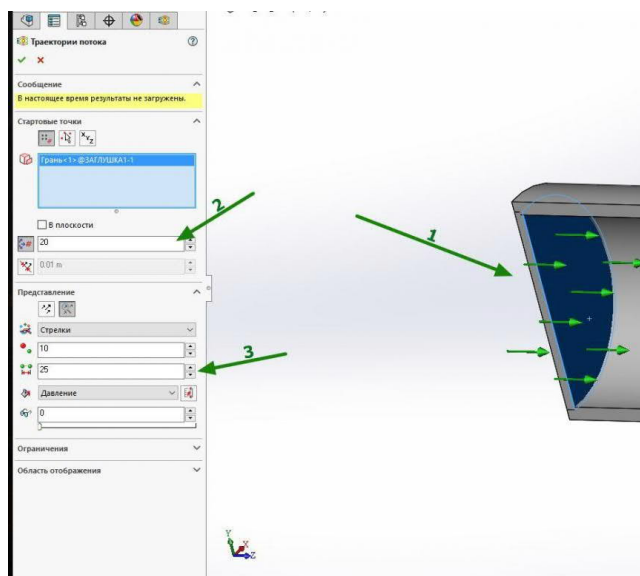 Траектории потока
Сообщение
В настоящее время результаты не загружены.
Стартовые точки
X Y Z
Грань<1>@ЗАГЛУШКА1-1
В плоскости
20
0.01 m
Представление
Стрелки
10
25
Давление
0
Ограничения
Область отображения
1
2
3
Y
X
Z